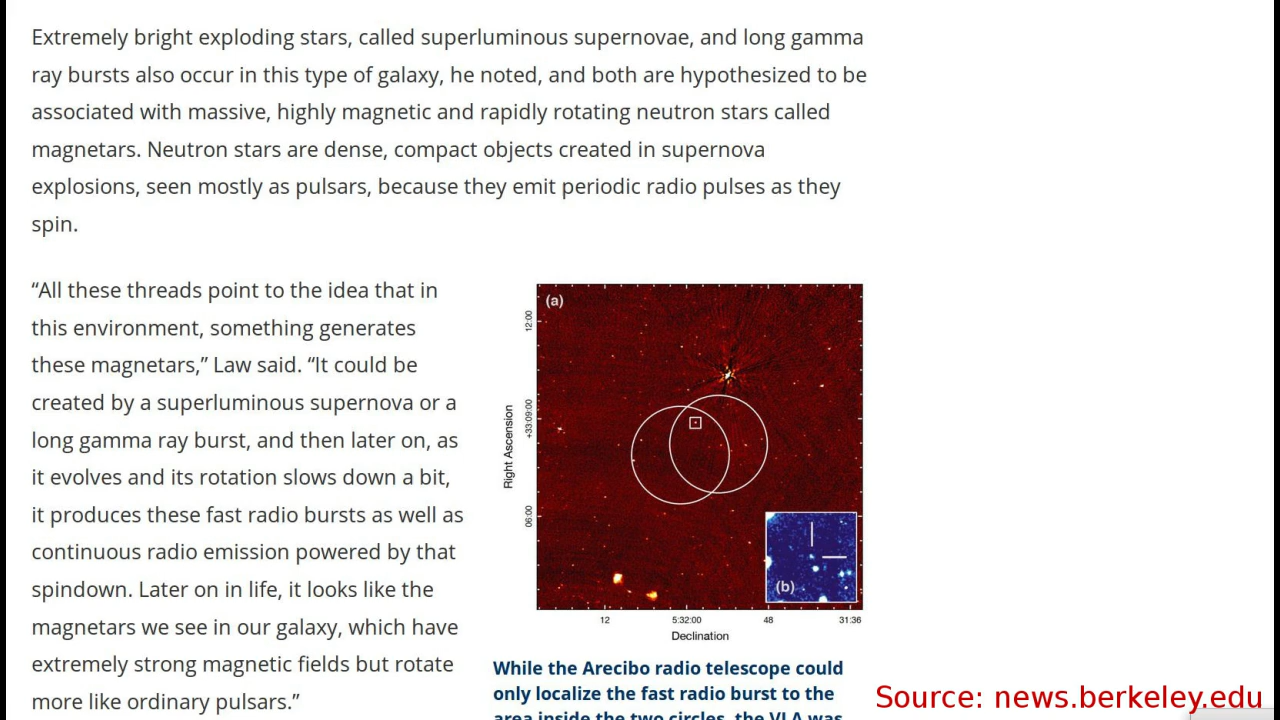 Extremely bright exploding stars, called superluminous supernovae, and long gamma
ray bursts also occur in this type of galaxy, he noted, and both are hypothesized to be
associated with massive, highly magnetic and rapidly rotating neutron stars called
magnetars. Neutron stars are dense, compact objects created in supernova
explosions, seen mostly as pulsars, because they emit periodic radio pulses as they
spin.
“All these threads point to the idea that in
this environment, something generates
these magnetars,” Law said. “It could be
created by a superluminous supernova or a
long gamma ray burst, and then later on, as
it evolves and its rotation slows down a bit,
it produces these fast radio bursts as well as
continuous radio emission powered by that
spindown. Later on in life, it looks like the
magnetars we see in our galaxy, which have
extremely strong magnetic fields but rotate
more like ordinary pulsars.”
(a)
12:00
+33:09:00
06:00
Right Ascension
(b)
12 5:32:00 48 31:36
Declination
While the Arecibo radio telescope could
only localize the fast radio burst to the
area inside the two circles, the VLA was
Source: news.berkeley.edu